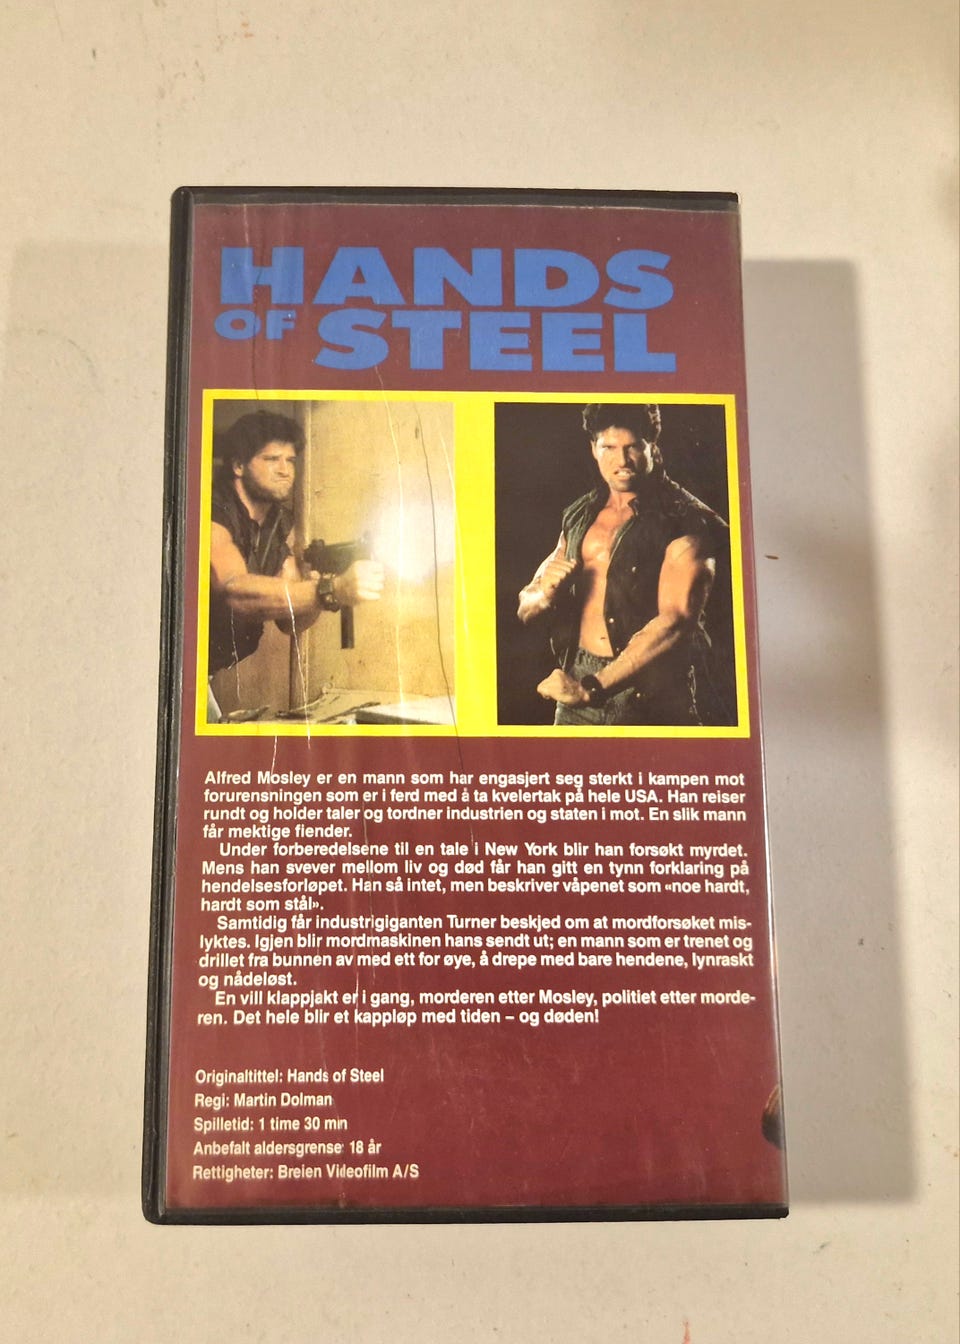 HANDS
OF STEEL
Alfred Mosley er en mann som har engasjert seg sterkt i kampen mot
forurensningen som er i ferd med å ta kvelertak på hele USA. Han reiser
rundt og holder taler og tordner industrien og staten i mot. En slik mann
får mektige fiender.
Under forberedelsene til en tale i New York blir han forsøkt myrdet.
Mens han svever mellom liv og død får han gitt en tynn forklaring på
hendelsesforløpet. Han så intet, men beskriver våpenet som «noe hardt,
hardt som stål».
Samtidig får industrigiganten Turner beskjed om at mordforsøket mis-
lyktes. Igjen blir mordmaskinen hans sendt ut; en mann som er trenet og
drillet fra bunnen av med ett for øye, å drepe med bare hendene, lynraskt
og nådeløst.
En vill klappjakt er i gang, morderen etter Mosley, politiet etter morde-
ren. Det hele blir et kappløp med tiden – og døden!
Originaltittel: Hands of Steel
Regi: Martin Dolman
Spilletid: 1 time 30 min
Anbefalt aldersgrense: 18 år
Rettigheter: Breien Videofilm A/S